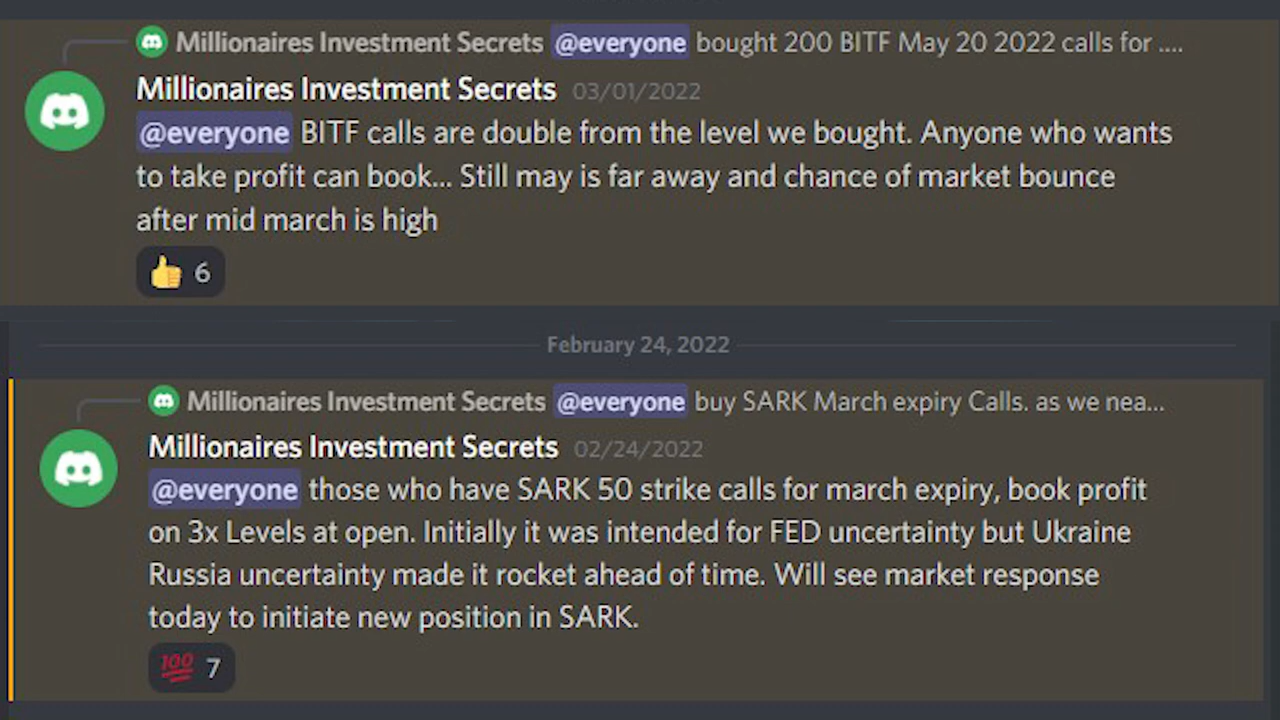 Millionaires Investment Secrets @everyone bought 200 BITF May 20 2022 calls for ....
Millionaires Investment Secrets 03/01/2022
@everyone BITF calls are double from the level we bought. Anyone who wants
to take profit can book... Still may is far away and chance of market bounce
after mid march is high
6
February 24, 2022
Millionaires Investment Secrets @everyone buy SARK March expiry Calls. as we nea...
Millionaires Investment Secrets 02/24/2022
@everyone those who have SARK 50 strike calls for march expiry, book profit
on 3x Levels at open. Initially it was intended for FED uncertainty but Ukraine
Russia uncertainty made it rocket ahead of time. Will see market response
today to initiate new position in SARK.
100 7